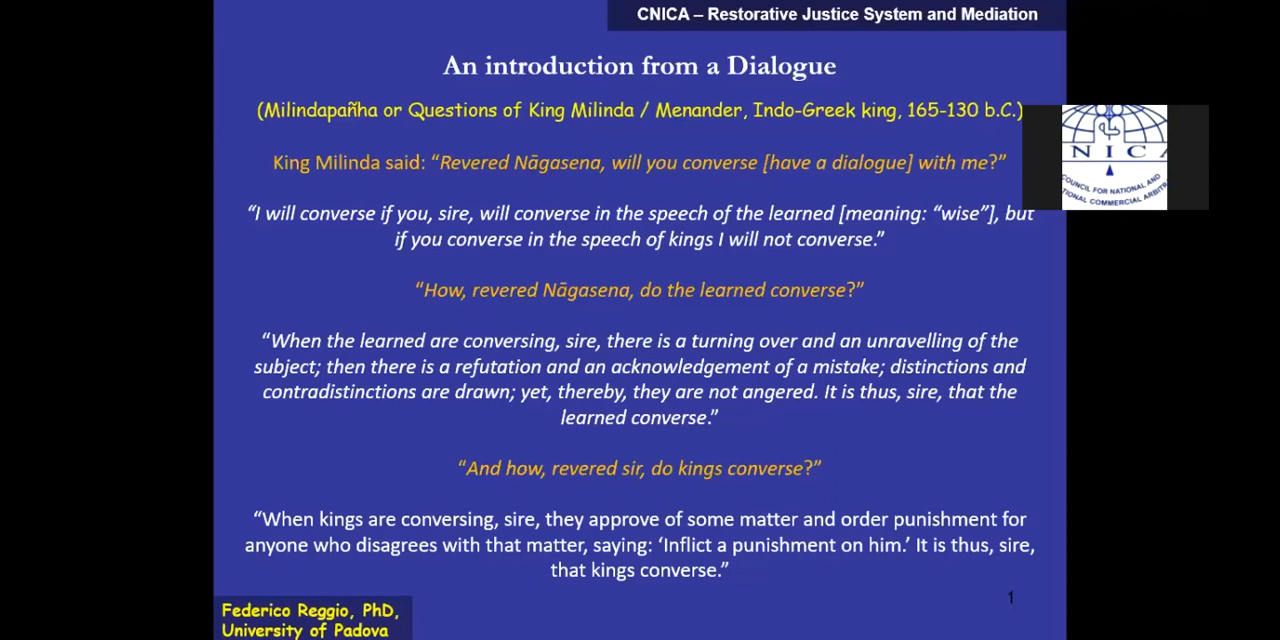 CNICA – Restorative Justice System and Mediation
An introduction from a Dialogue
(Milindapañha or Questions of King Milinda / Menander, Indo-Greek king, 165-130 b.C.)
King Milinda said: “Revered Nāgasena, will you converse [have a dialogue] with me?”
“I will converse if you, sire, will converse in the speech of the learned [meaning: “wise”], but
if you converse in the speech of kings I will not converse.”
“How, revered Nāgasena, do the learned converse?”
“When the learned are conversing, sire, there is a turning over and an unravelling of the
subject; then there is a refutation and an acknowledgement of a mistake; distinctions and
contradistinctions are drawn; yet, thereby, they are not angered. It is thus, sire, that the
learned converse.”
“And how, revered sir, do kings converse?”
“When kings are conversing, sire, they approve of some matter and order punishment for
anyone who disagrees with that matter, saying: ‘Inflict a punishment on him.’ It is thus, sire,
that kings converse.”
1
Federico Reggio, PhD,
University of Padova
NIC
COUNCIL FOR NATIONAL AND
COMMERCIAL